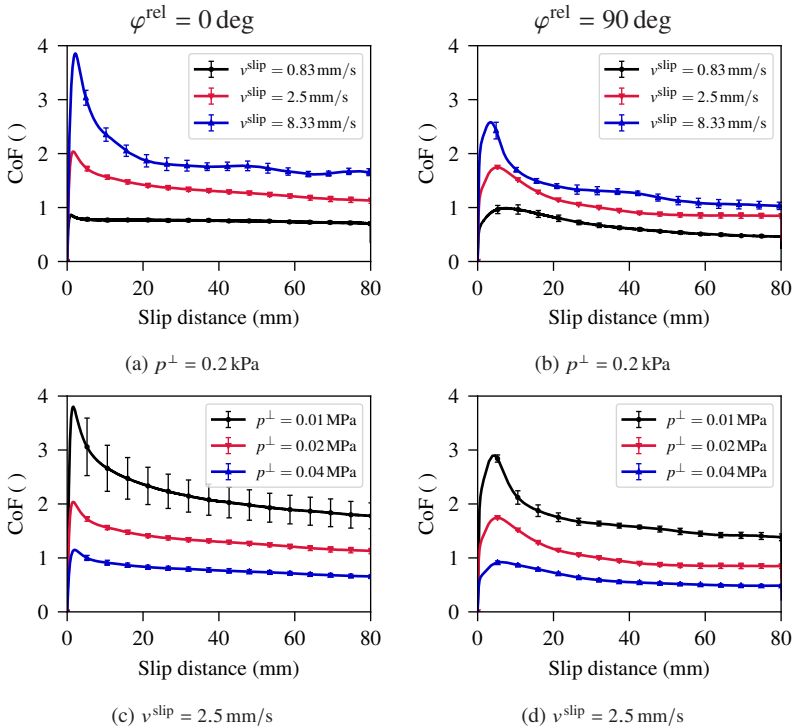 φ^rel = 0 deg
φ^rel = 90 deg
CoF ( )
4
3
2
1
0
v^slip = 0.83 mm/s
v^slip = 2.5 mm/s
v^slip = 8.33 mm/s
0 20 40 60 80
Slip distance (mm)
(a) p^⊥ = 0.2 kPa
CoF ( )
4
3
2
1
0
v^slip = 0.83 mm/s
v^slip = 2.5 mm/s
v^slip = 8.33 mm/s
0 20 40 60 80
Slip distance (mm)
(b) p^⊥ = 0.2 kPa
CoF ( )
4
3
2
1
0
p^⊥ = 0.01 MPa
p^⊥ = 0.02 MPa
p^⊥ = 0.04 MPa
0 20 40 60 80
Slip distance (mm)
(c) v^slip = 2.5 mm/s
CoF ( )
4
3
2
1
0
p^⊥ = 0.01 MPa
p^⊥ = 0.02 MPa
p^⊥ = 0.04 MPa
0 20 40 60 80
Slip distance (mm)
(d) v^slip = 2.5 mm/s